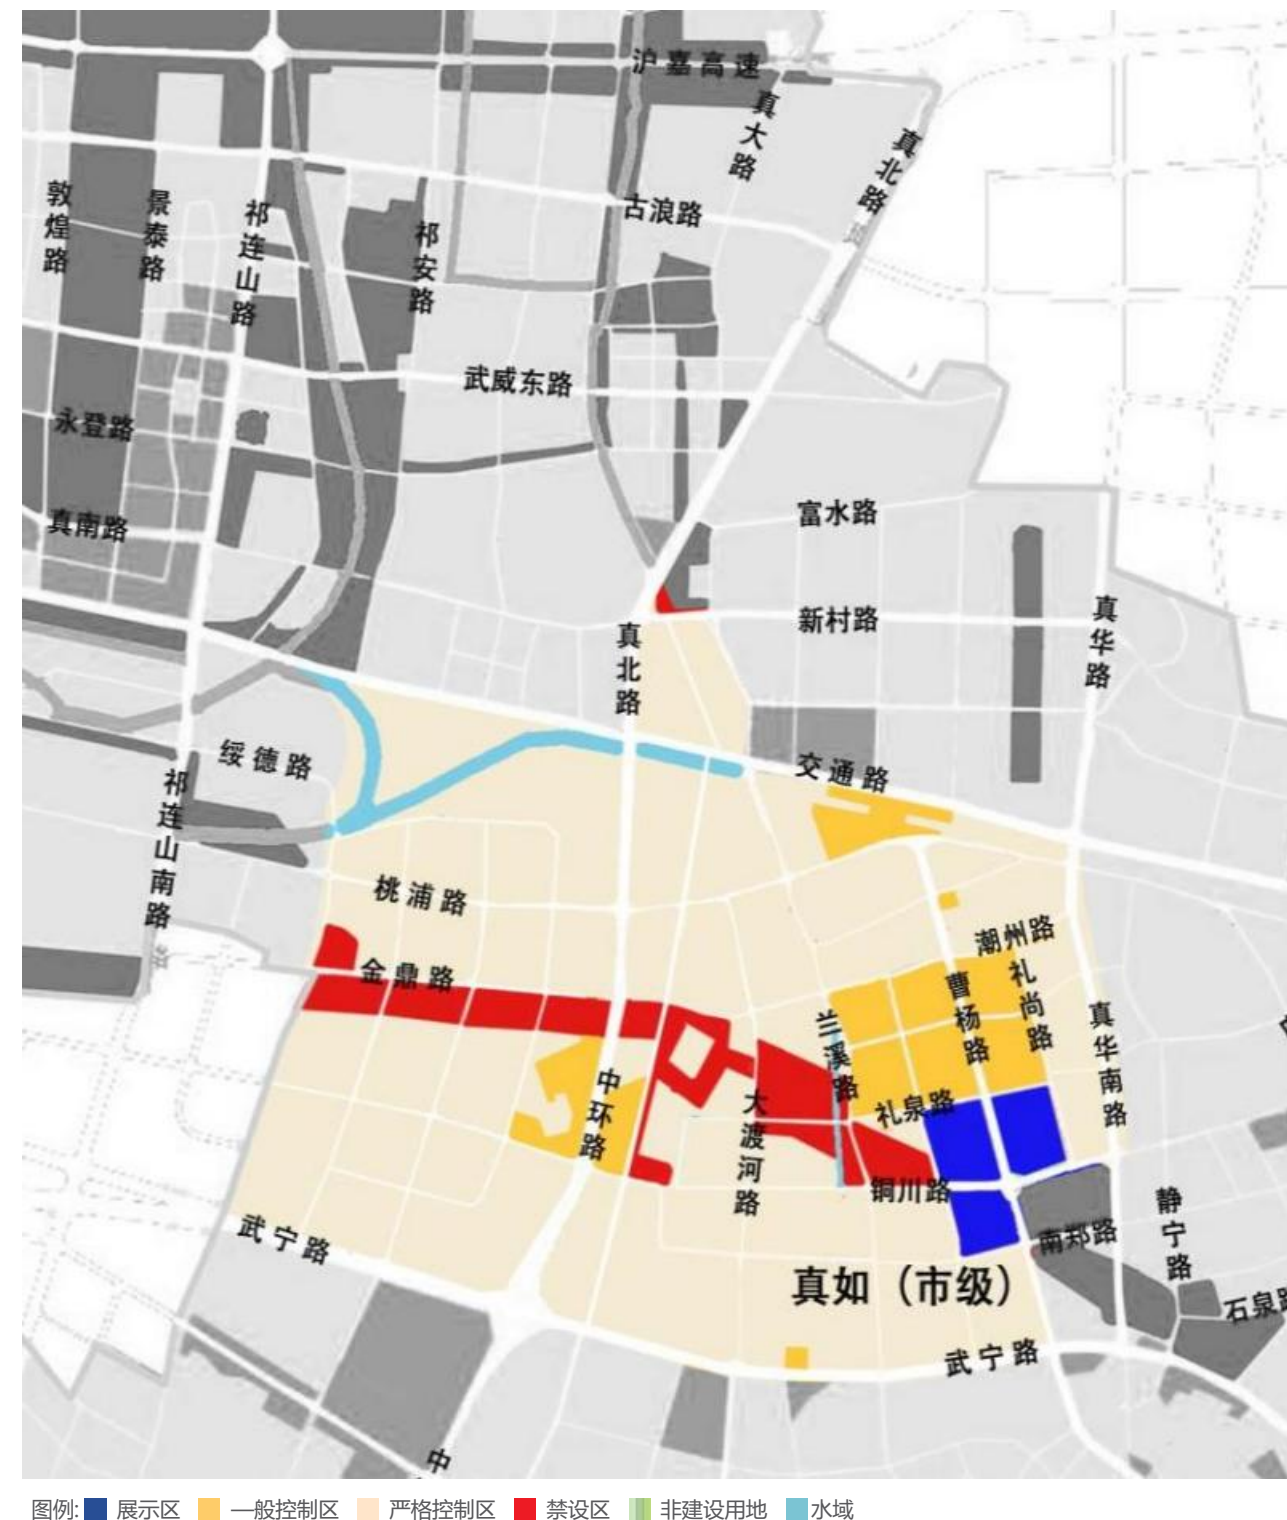 沪嘉高速
真大路
真北路
古浪路
敦煌路
景泰路
祁连山路
祁安路
武威东路
永登路
真南路
富水路
新村路
真北路
真华路
绥德路
交通路
祁连山南路
桃浦路
潮州路
金鼎路
曹杨路
礼尚路
兰溪路
真华南路
中环路
大渡河路
礼泉路
铜川路
静宁路
南郑路
武宁路
真如（市级）
石泉路
武宁路
中
图例: 展示区 一般控制区 严格控制区 禁设区 非建设用地 水域